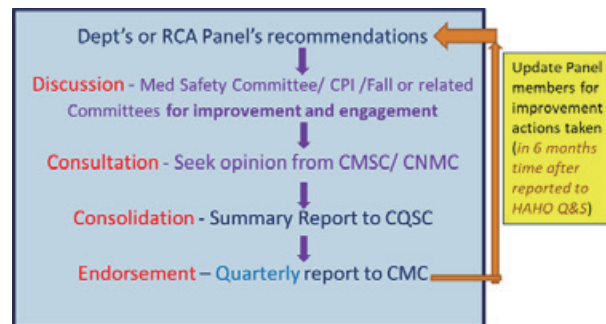 Dept's or RCA Panel's recommendations
Discussion - Med Safety Committee/ CPI /Fall or related
Committees for improvement and engagement
Consultation - Seek opinion from CMSC/ CNMC
Consolidation - Summary Report to CQSC
Endorsement – Quarterly report to CMC
Update Panel
members for
improvement
actions taken
(in 6 months
time after
reported to
HAHO Q&S)